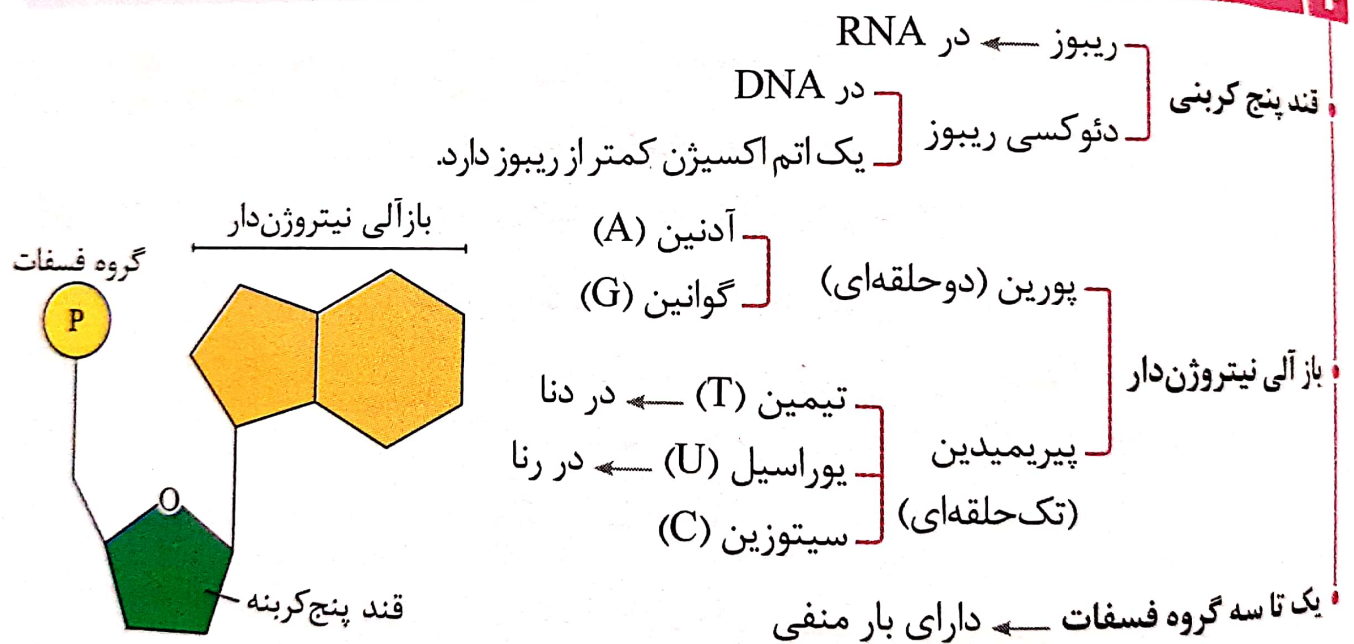 قند پنج کربنی
ریبوز ← در RNA
دئوکسی ریبوز
در DNA
یک اتم اکسیژن کمتر از ریبوز دارد.
باز آلی نیتروژن‌دار
پورین (دوحلقه‌ای)
آدنین (A)
گوانین (G)
پیریمیدین
(تک‌حلقه‌ای)
تیمین (T) ← در دنا
یوراسیل (U) ← در رنا
سیتوزین (C)
یک تا سه گروه فسفات ← دارای بار منفی
بازآلی نیتروژن‌دار
گروه فسفات
P
O
قند پنج‌کربنه